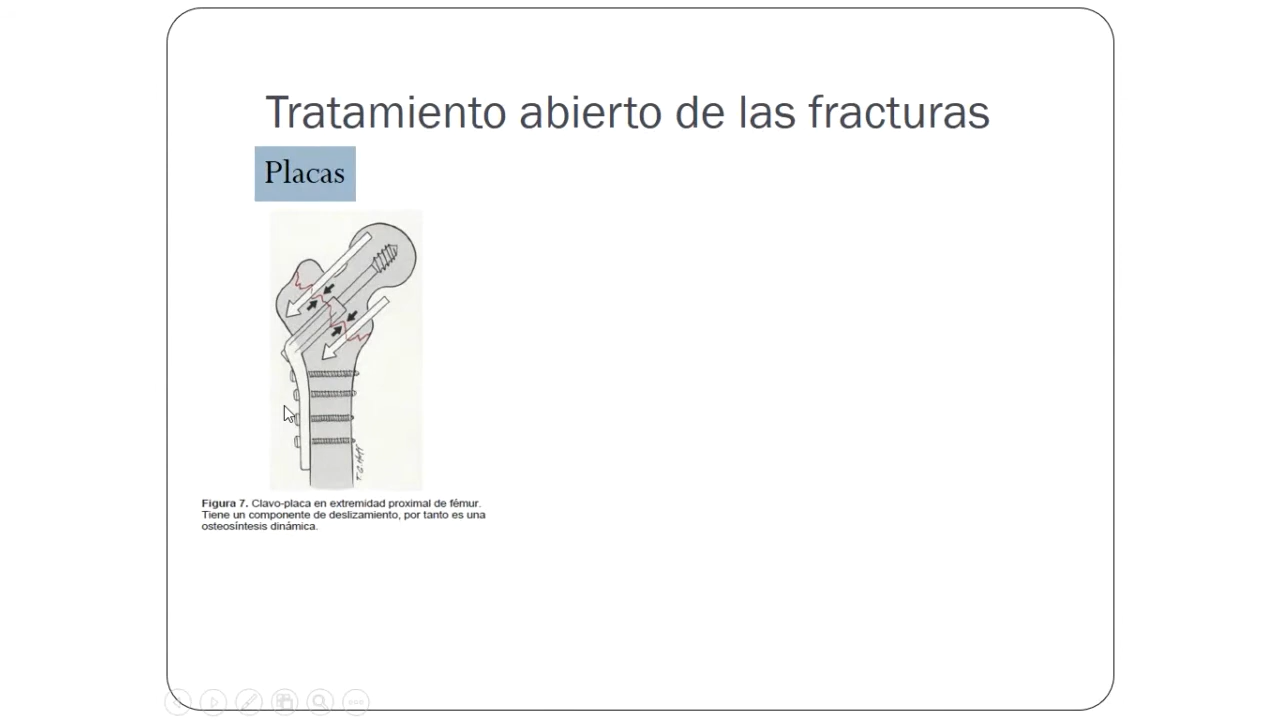 Tratamiento abierto de las fracturas
Placas
Figura 7. Clavo-placa en extremidad proximal de fémur.
Tiene un componente de deslizamiento, por tanto es una
osteosíntesis dinámica.